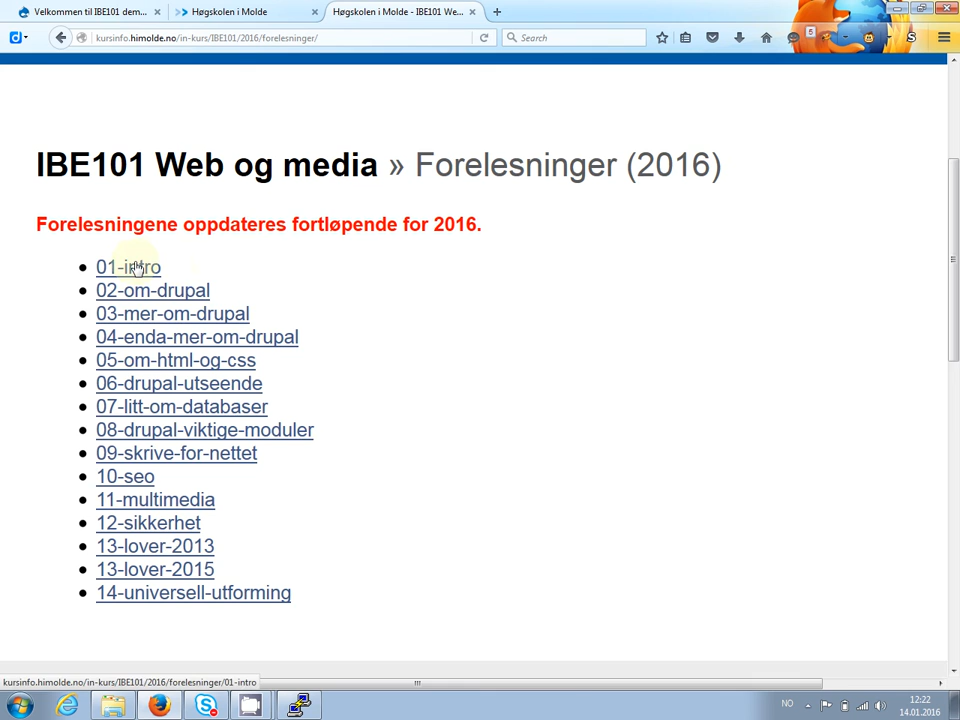 Velkommen til IBE101 dem...
Høgskolen i Molde
Høgskolen i Molde - IBE101 We...
kursinfo.himolde.no/in-kurs/IBE101/2016/forelesninger/
Search
5
S
IBE101 Web og media » Forelesninger (2016)
Forelesningene oppdateres fortløpende for 2016.
01-intro
02-om-drupal
03-mer-om-drupal
04-enda-mer-om-drupal
05-om-html-og-css
06-drupal-utseende
07-litt-om-databaser
08-drupal-viktige-moduler
09-skrive-for-nettet
10-seo
11-multimedia
12-sikkerhet
13-lover-2013
13-lover-2015
14-universell-utforming
kursinfo.himolde.no/in-kurs/IBE101/2016/forelesninger/01-intro
NO
12:22
14.01.2016